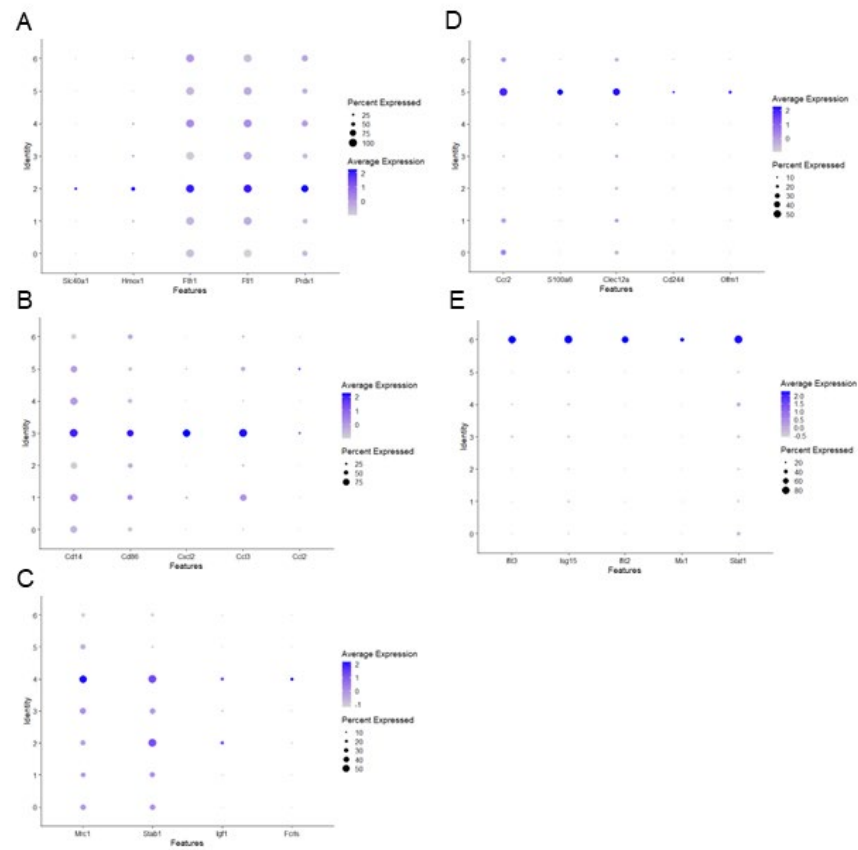 A
6
5
4
3
2
1
0
Identity
Slc40a1 Hmox1 Fth1 Ftl1 Prdx1
Features
Percent Expressed
25
50
75
100
Average Expression
2
1
0
B
6
5
4
3
2
1
0
Identity
Cd14 Cd86 Cxcl2 Ccl3 Ccl2
Features
Average Expression
2
1
0
Percent Expressed
25
50
75
C
6
5
4
3
2
1
0
Identity
Mrc1 Stab1 Igf1 Fcrls
Features
Average Expression
2
1
0
-1
Percent Expressed
10
20
30
40
50
D
6
5
4
3
2
1
0
Identity
Ccr2 S100a6 Clec12a Cd244 Olfm1
Features
Average Expression
2
1
0
Percent Expressed
10
20
30
40
50
E
6
5
4
3
2
1
0
Identity
Ifit3 Isg15 Ifit2 Mx1 Stat1
Features
Average Expression
2.0
1.5
1.0
0.5
0.0
-0.5
Percent Expressed
20
40
60
80